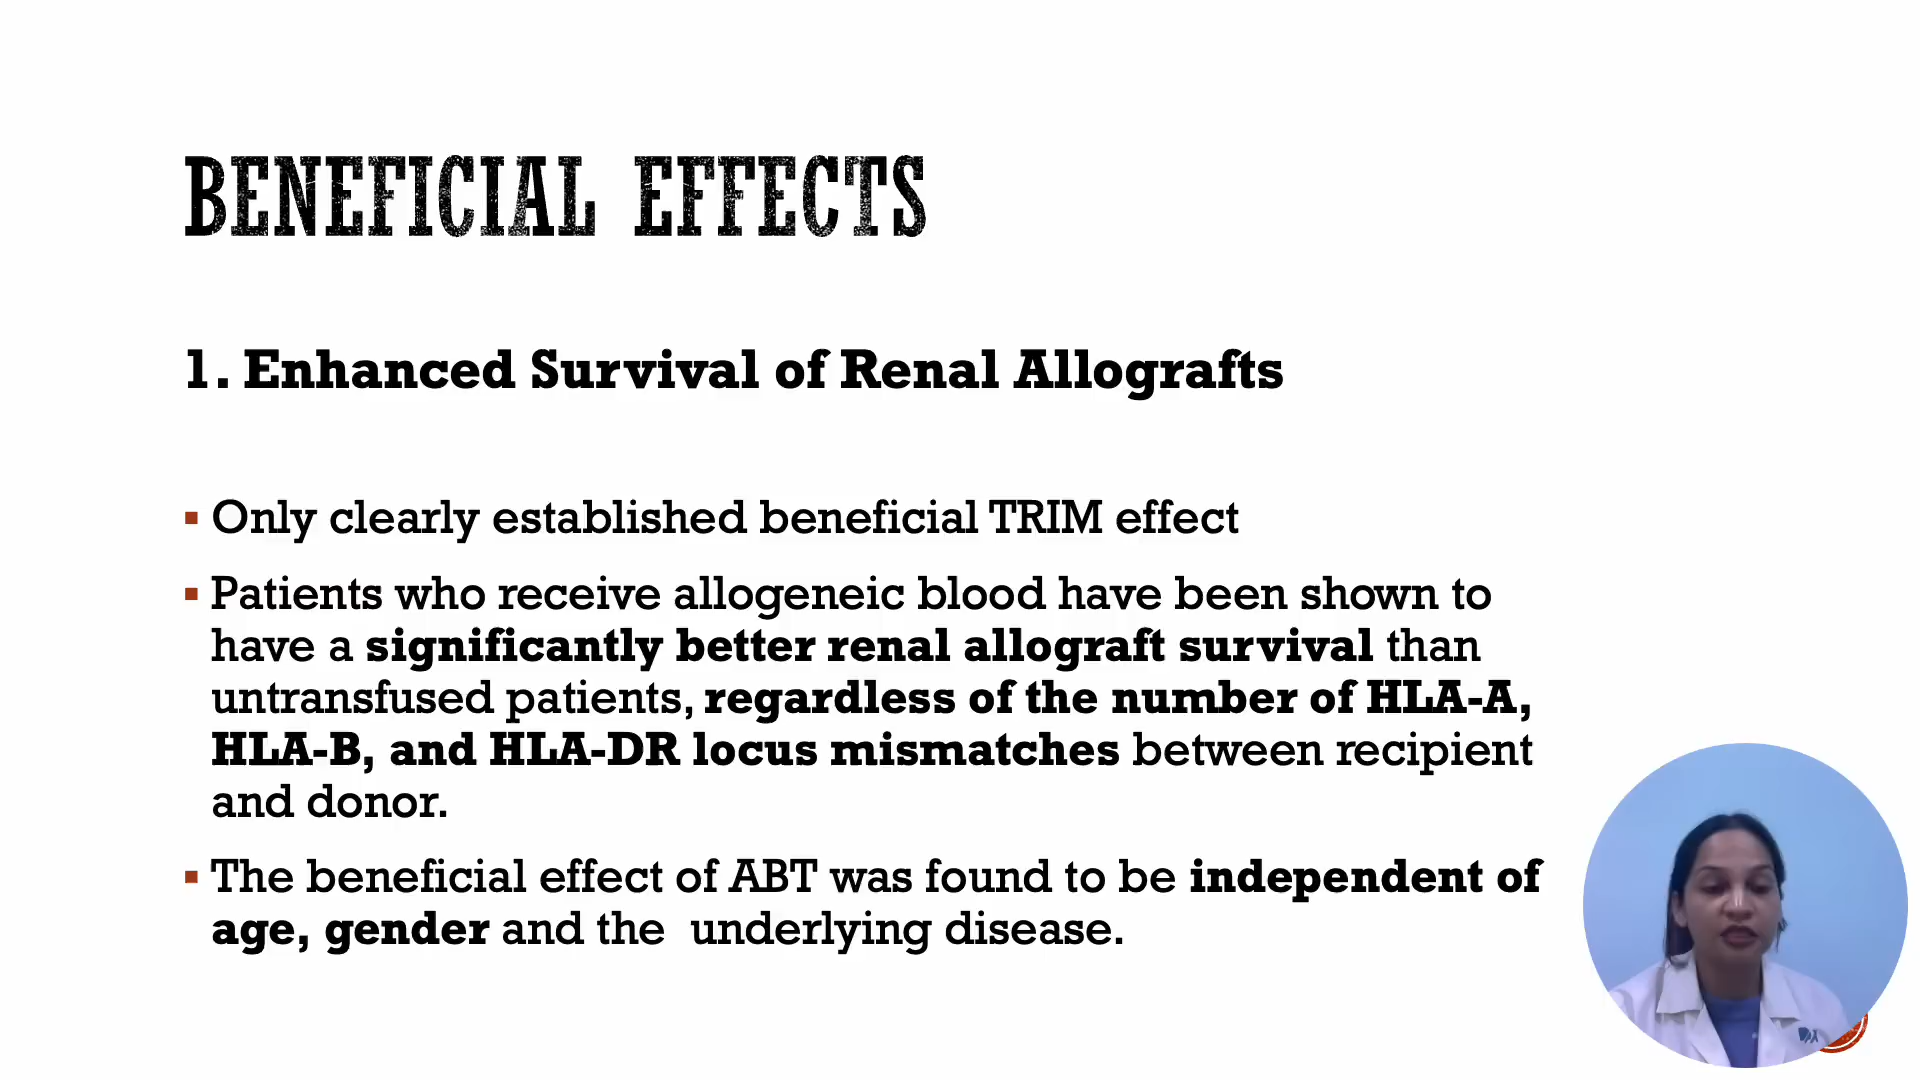 BENEFICIAL EFFECTS
1. Enhanced Survival of Renal Allografts
▪ Only clearly established beneficial TRIM effect
▪ Patients who receive allogeneic blood have been shown to
have a significantly better renal allograft survival than
untransfused patients, regardless of the number of HLA-A,
HLA-B, and HLA-DR locus mismatches between recipient
and donor.
▪ The beneficial effect of ABT was found to be independent of
age, gender and the  underlying disease.